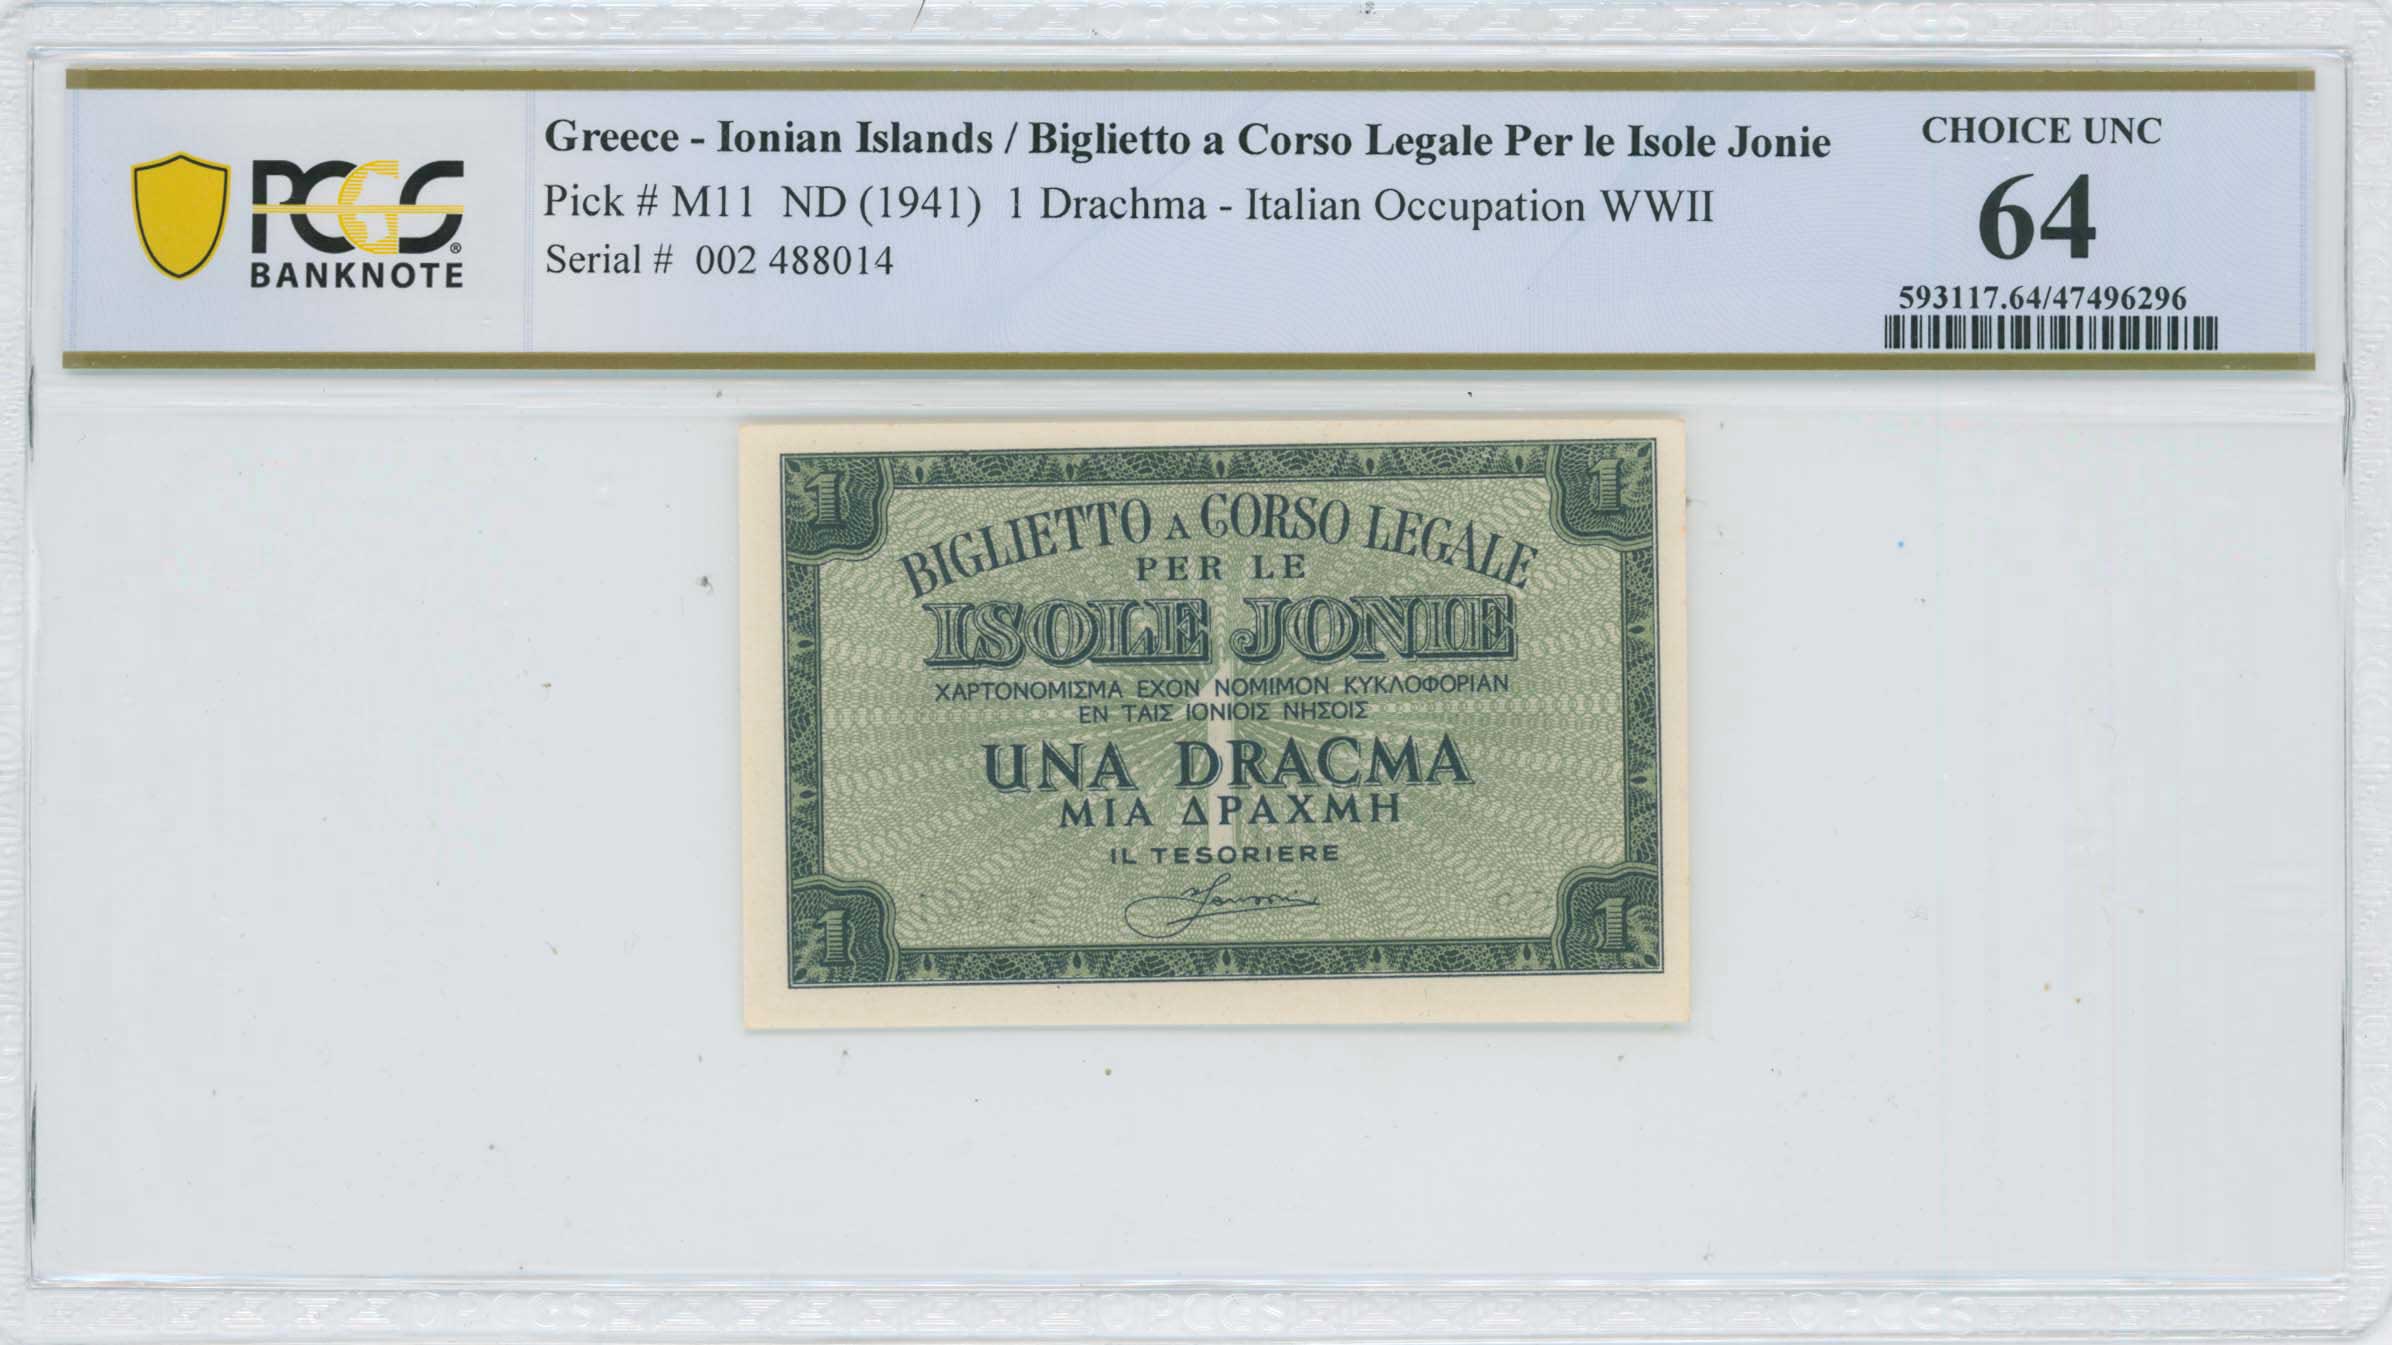 PCGS
BANKNOTE
Greece - Ionian Islands / Biglietto a Corso Legale Per le Isole Jonie
Pick # M11 ND (1941) 1 Drachma - Italian Occupation WWII
Serial # 002 488014
CHOICE UNC
64
593117.64/47496296
1 1
BIGLIETTO A CORSO LEGALE
PER LE
ISOLE JONIE
ΧΑΡΤΟΝΟΜΙΣΜΑ ΕΧΟΝ ΝΟΜΙΜΟΝ ΚΥΚΛΟΦΟΡΙΑΝ
ΕΝ ΤΑΙΣ ΙΟΝΙΟΙΣ ΝΗΣΟΙΣ
UNA DRACMA
ΜΙΑ ΔΡΑΧΜΗ
IL TESORIERE
1 1